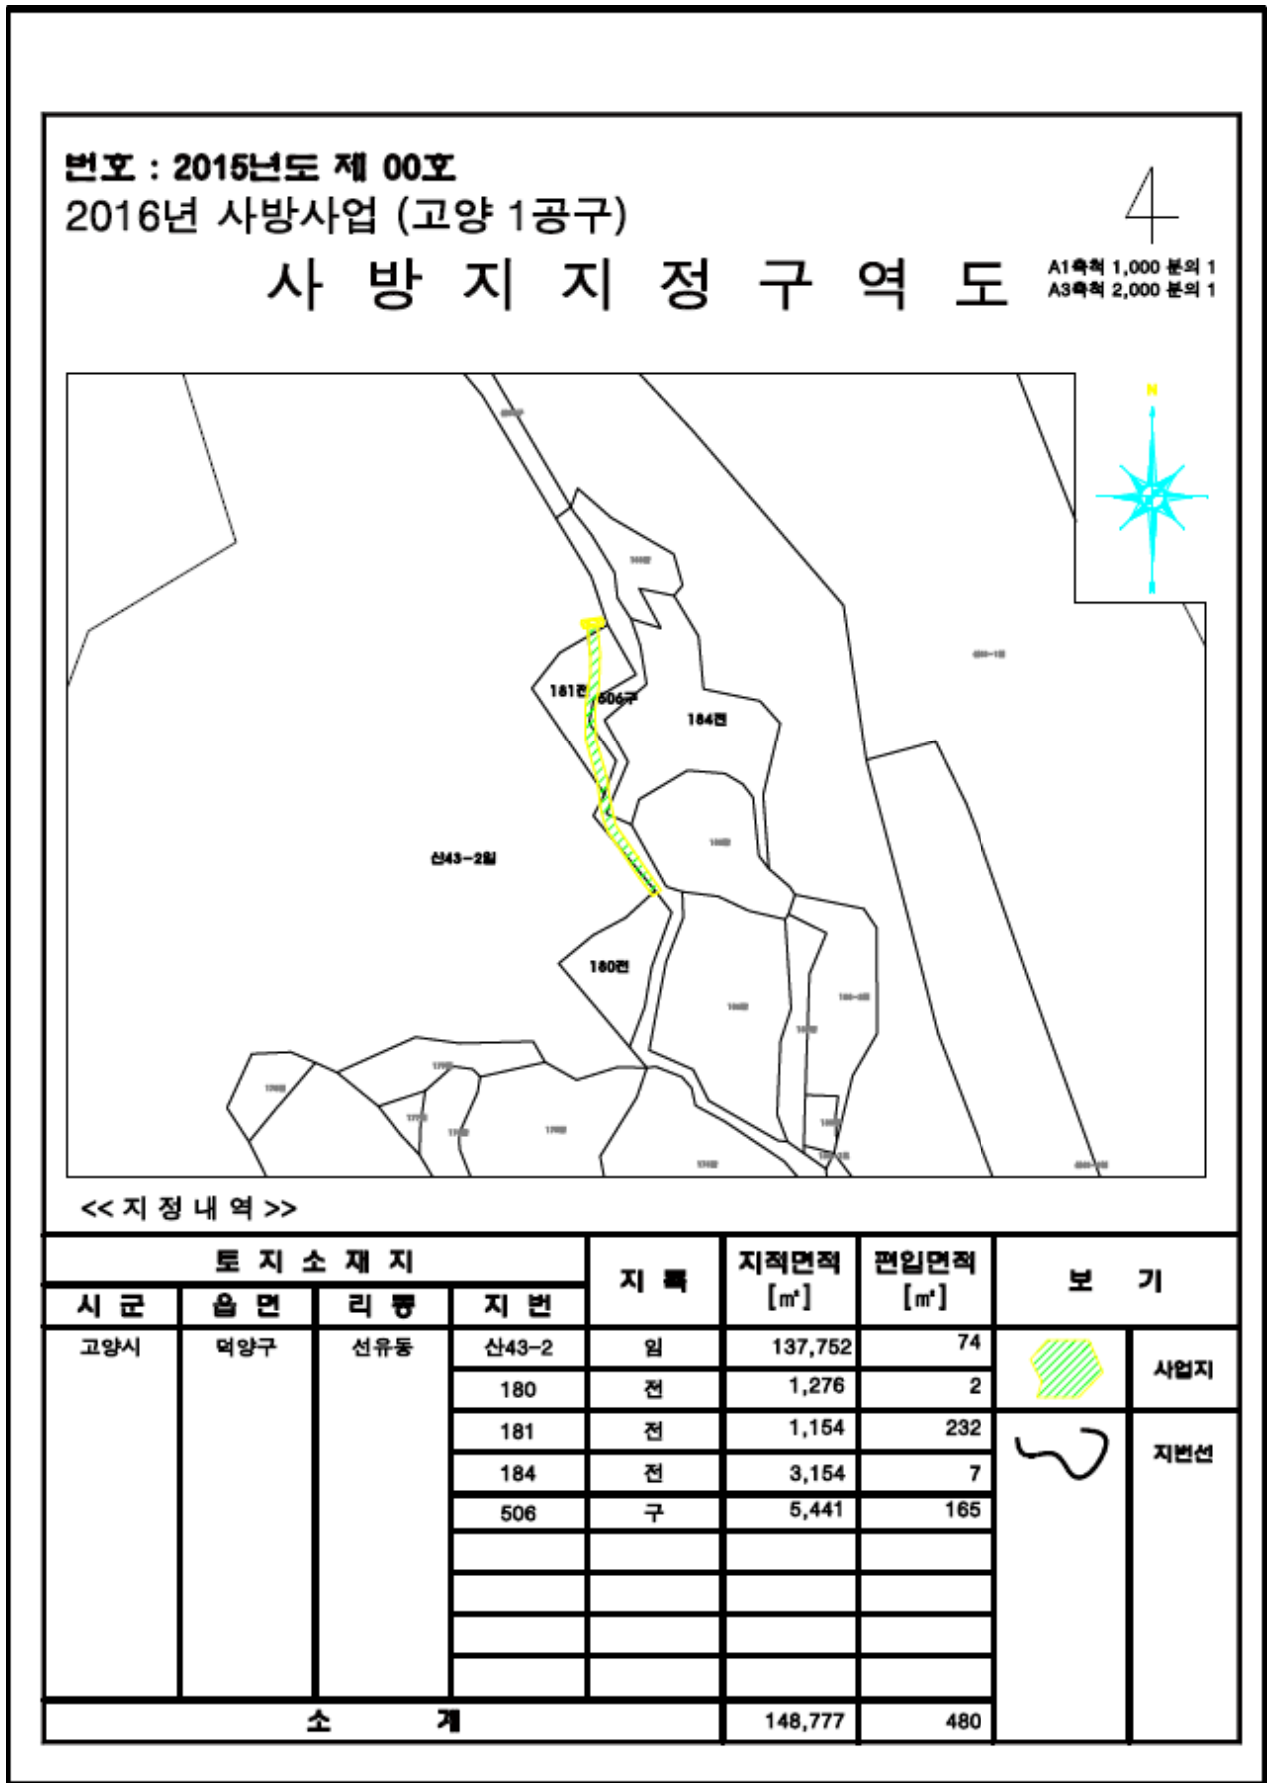 번호 : 2015년도 제 00호
2016년 사방사업 (고양 1공구)
사 방 지 지 정 구 역 도
A1축척 1,000 분의 1
A3축척 2,000 분의 1
N
181전
506구
184전
산43-2임
180전
<< 지 정 내 역 >>
토 지 소 재 지
지 목
지적면적 [㎡]
편입면적 [㎡]
보 기
시 군
읍 면
리 동
지 번
고양시 덕양구 선유동 산43-2 임 137,752 74
사업지
180 전 1,276 2
181 전 1,154 232
지번선
184 전 3,154 7
506 구 5,441 165
소 계 148,777 480